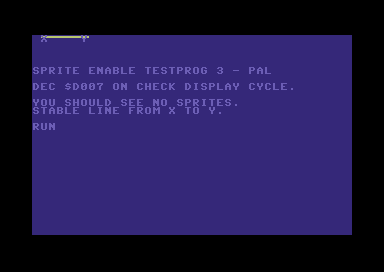 X Y
SPRITE ENABLE TESTPROG 3 - PAL
DEC $D007 ON CHECK DISPLAY CYCLE.
YOU SHOULD SEE NO SPRITES.
STABLE LINE FROM X TO Y.
RUN